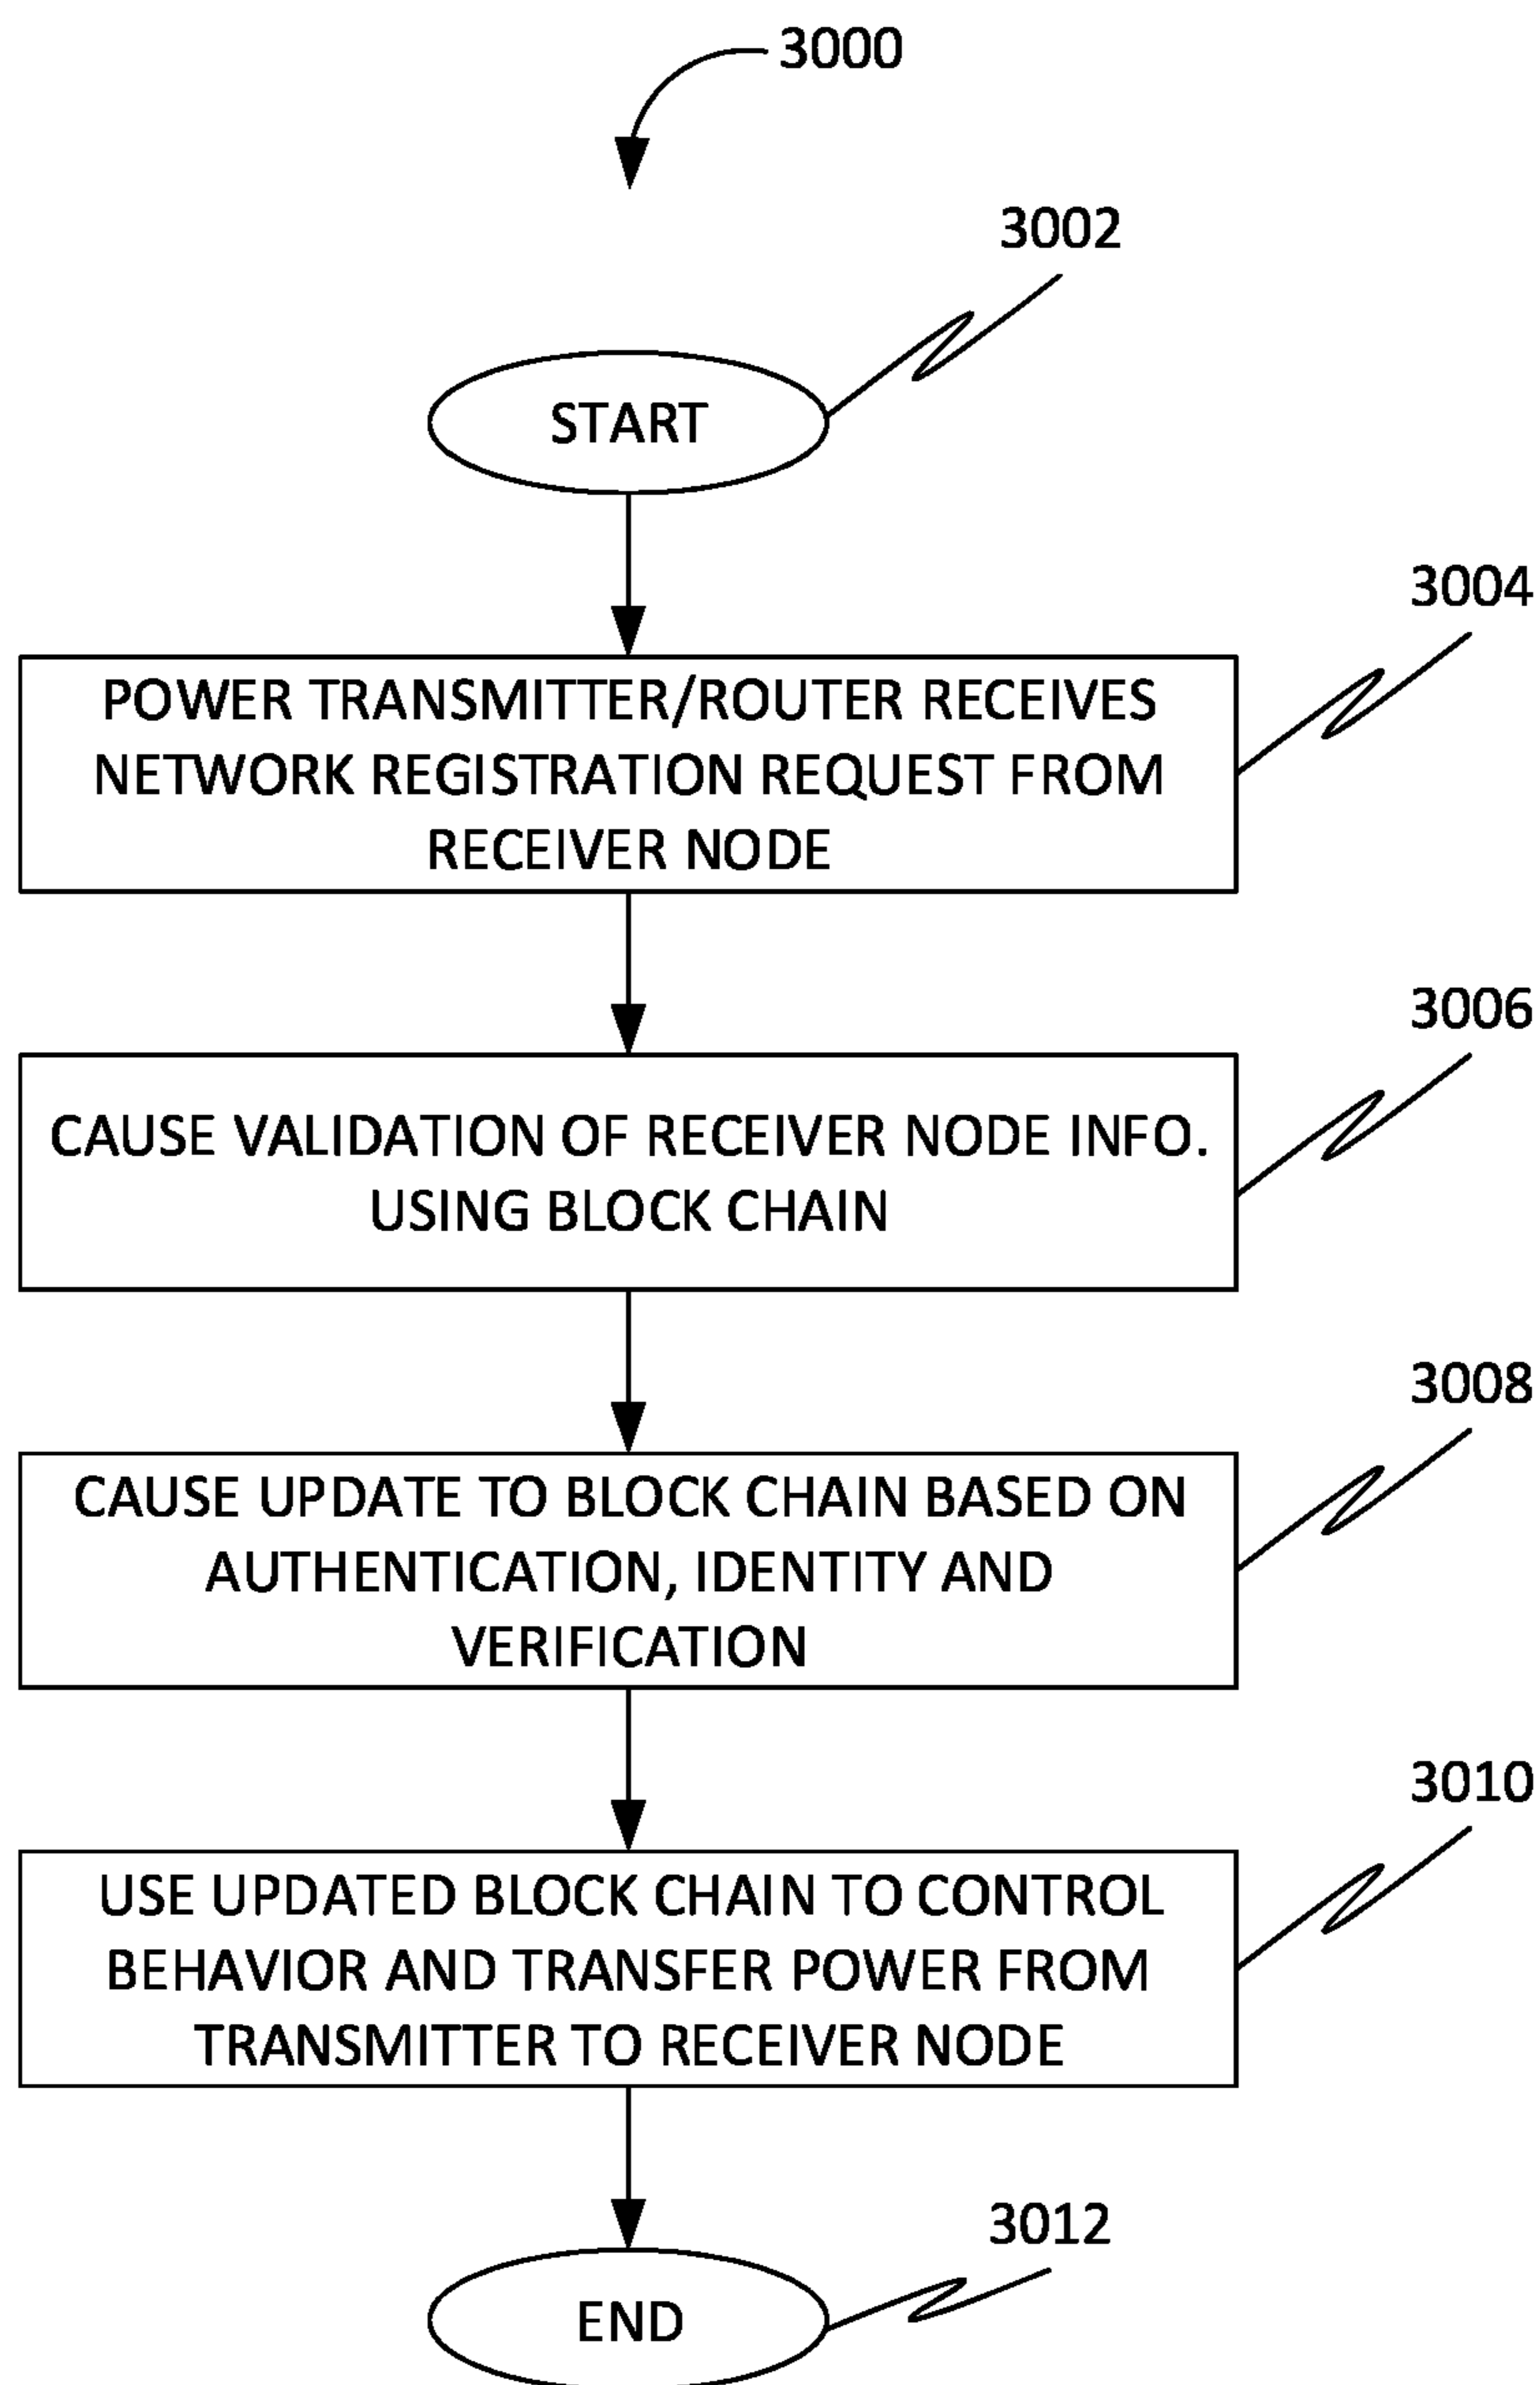 3000
3002
START
3004
POWER TRANSMITTER/ROUTER RECEIVES
NETWORK REGISTRATION REQUEST FROM
RECEIVER NODE
3006
CAUSE VALIDATION OF RECEIVER NODE INFO.
USING BLOCK CHAIN
3008
CAUSE UPDATE TO BLOCK CHAIN BASED ON
AUTHENTICATION, IDENTITY AND
VERIFICATION
3010
USE UPDATED BLOCK CHAIN TO CONTROL
BEHAVIOR AND TRANSFER POWER FROM
TRANSMITTER TO RECEIVER NODE
3012
END